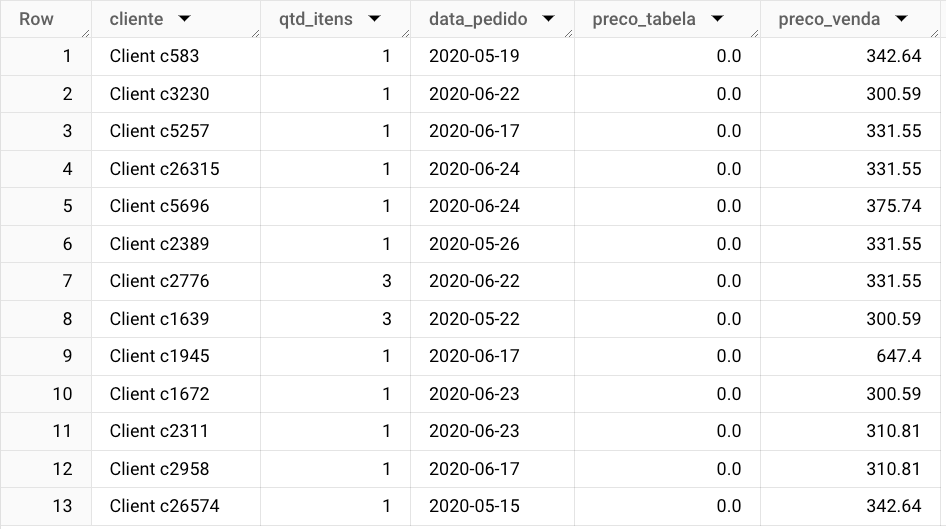 Row cliente qtd_itens data_pedido preco_tabela preco_venda
1 Client c583 1 2020-05-19 0.0 342.64
2 Client c3230 1 2020-06-22 0.0 300.59
3 Client c5257 1 2020-06-17 0.0 331.55
4 Client c26315 1 2020-06-24 0.0 331.55
5 Client c5696 1 2020-06-24 0.0 375.74
6 Client c2389 1 2020-05-26 0.0 331.55
7 Client c2776 3 2020-06-22 0.0 331.55
8 Client c1639 3 2020-05-22 0.0 300.59
9 Client c1945 1 2020-06-17 0.0 647.4
10 Client c1672 1 2020-06-23 0.0 300.59
11 Client c2311 1 2020-06-23 0.0 310.81
12 Client c2958 1 2020-06-17 0.0 310.81
13 Client c26574 1 2020-05-15 0.0 342.64